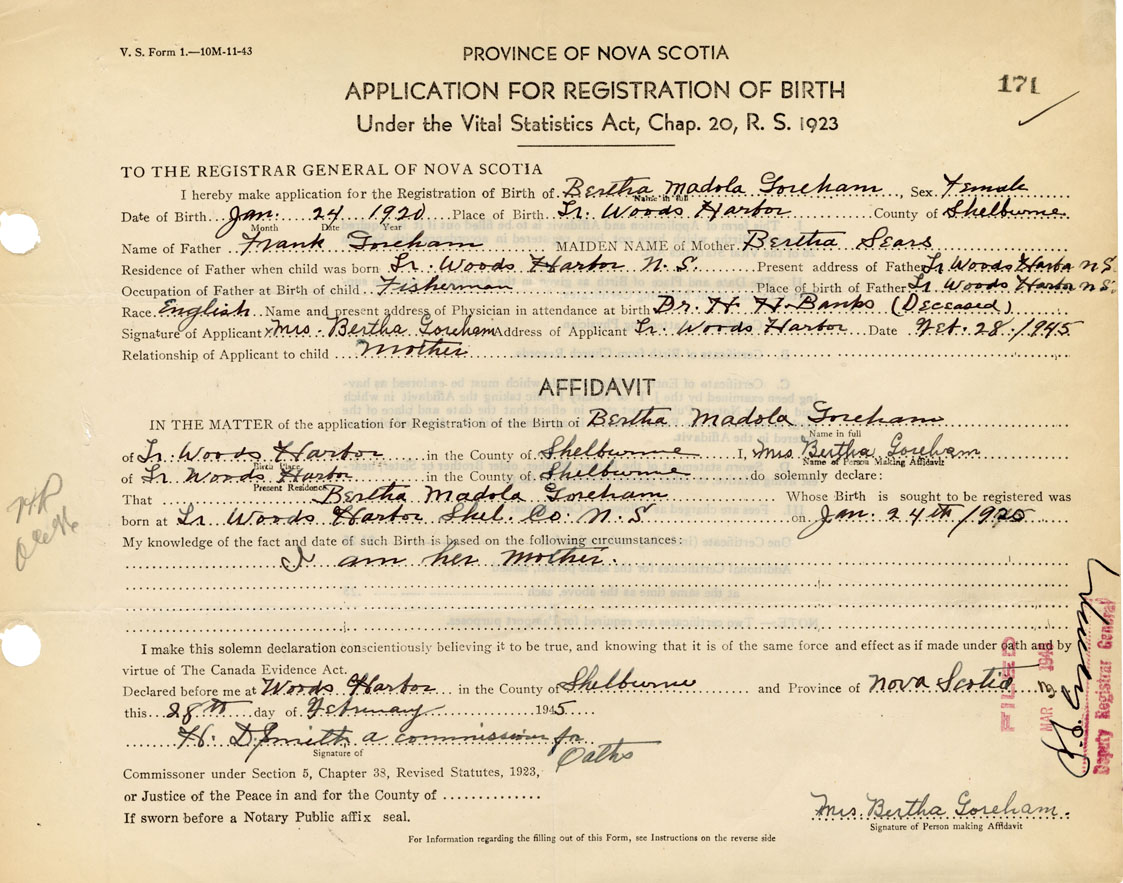 V. S. Form 1.—10M-11-43
PROVINCE OF NOVA SCOTIA
171
APPLICATION FOR REGISTRATION OF BIRTH
Under the Vital Statistics Act, Chap. 20, R. S. 1923
TO THE REGISTRAR GENERAL OF NOVA SCOTIA
I hereby make application for the Registration of Birth of Bertha Madola Goreham, Sex Female
Name in full
Date of Birth Jan. 24 1920 Place of Birth Lr. Woods Harbor County of Shelburne
Month Date Year
Name of Father Frank Goreham MAIDEN NAME of Mother Bertha Sears
Residence of Father when child was born Lr. Woods Harbor N. S. Present address of Father Lr Woods Harbor N S.
Occupation of Father at Birth of child Fisherman Place of birth of Father Lr. Woods Harbor N S.
Race English Name and present address of Physician in attendance at birth Dr. H. H. Banks (Deceased)
Signature of Applicant Mrs. Bertha Goreham Address of Applicant Lr. Woods Harbor Date Feb. 28. 1945
Relationship of Applicant to child Mother
AFFIDAVIT
IN THE MATTER of the application for Registration of the Birth of Bertha Madola Goreham
Name in full
of Lr. Woods Harbor in the County of Shelburne I, Mrs Bertha Goreham
Birth Place Name of Person Making Affidavit
of Lr Woods Harbor in the County of Shelburne do solemnly declare:
Present Residence
That Bertha Madola Goreham Whose Birth is sought to be registered was
born at Lr Woods Harbor Shel. Co. N. S on Jan. 24th
My knowledge of the fact and date of such Birth is based on the following circumstances:
I am her Mother.
I make this solemn declaration conscientiously believing it to be true, and knowing that it is of the same force and effect as if made under oath and by
virtue of The Canada Evidence Act.
Declared before me at Woods Harbor in the County of Shelburne and Province of Nova Scotia
this 28th day of February 1945
H. D Smith a commissioner for
Oaths
Signature of
Commissoner under Section 5, Chapter 38, Revised Statutes, 1923,
or Justice of the Peace in and for the County of
If sworn before a Notary Public affix seal.
Mrs. Bertha Goreham.
Signature of Person making Affidavit
For Information regarding the filling out of this Form, see Instructions on the reverse side
FILED
MAR
Deputy Registrar General